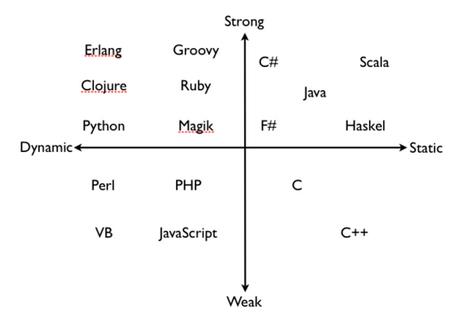 Strong
Erlang Groovy C# Scala
Clojure Ruby Java
Python Magik F# Haskel
Dynamic Static
Perl PHP C
VB JavaScript C++
Weak